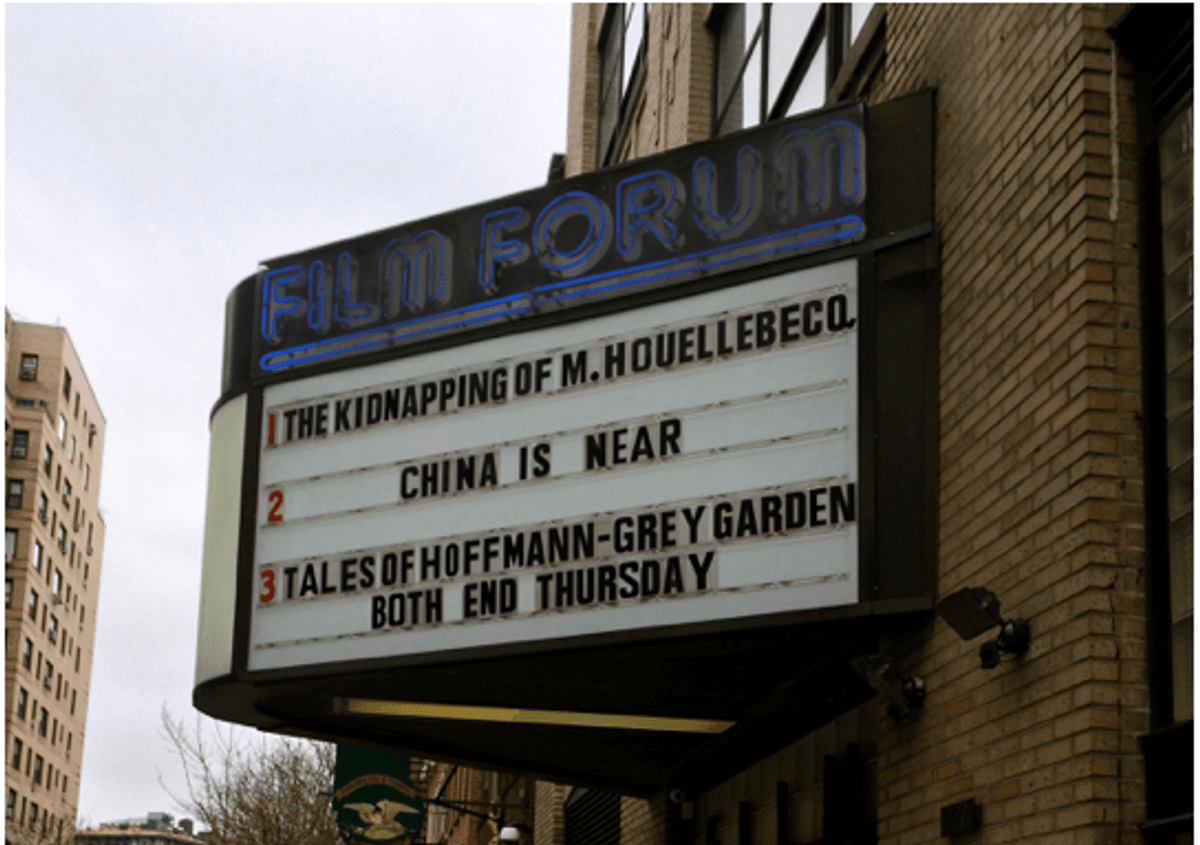 FILM FORUM
1 THE KIDNAPPING OF M. HOUELLEBECQ
2 CHINA IS NEAR
3 TALES OF HOFFMANN-GREY GARDEN
BOTH END THURSDAY